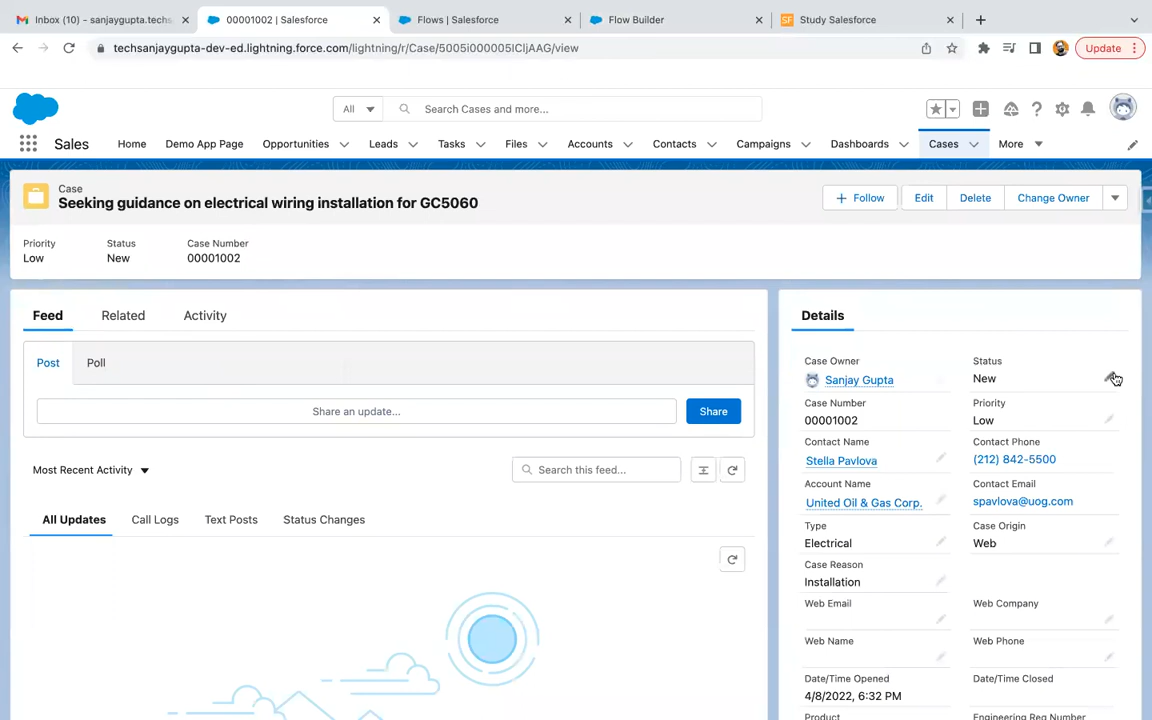 Inbox (10) - sanjaygupta.techs
00001002 | Salesforce
Flows | Salesforce
Flow Builder
SF
Study Salesforce
techsanjaygupta-dev-ed.lightning.force.com/lightning/r/Case/5005i000005ICljAAG/view
Update
All
Search Cases and more...
Sales
Home
Demo App Page
Opportunities
Leads
Tasks
Files
Accounts
Contacts
Campaigns
Dashboards
Cases
More
Case
Seeking guidance on electrical wiring installation for GC5060
Follow
Edit
Delete
Change Owner
Priority
Low
Status
New
Case Number
00001002
Feed
Related
Activity
Post
Poll
Share an update...
Share
Most Recent Activity
Search this feed...
All Updates
Call Logs
Text Posts
Status Changes
Details
Case Owner
Sanjay Gupta
Status
New
Case Number
00001002
Priority
Low
Contact Name
Stella Pavlova
Contact Phone
(212) 842-5500
Account Name
United Oil & Gas Corp.
Contact Email
spavlova@uog.com
Type
Electrical
Case Origin
Web
Case Reason
Installation
Web Email
Web Company
Web Name
Web Phone
Date/Time Opened
4/8/2022, 6:32 PM
Date/Time Closed
Product
Engineering Req Number